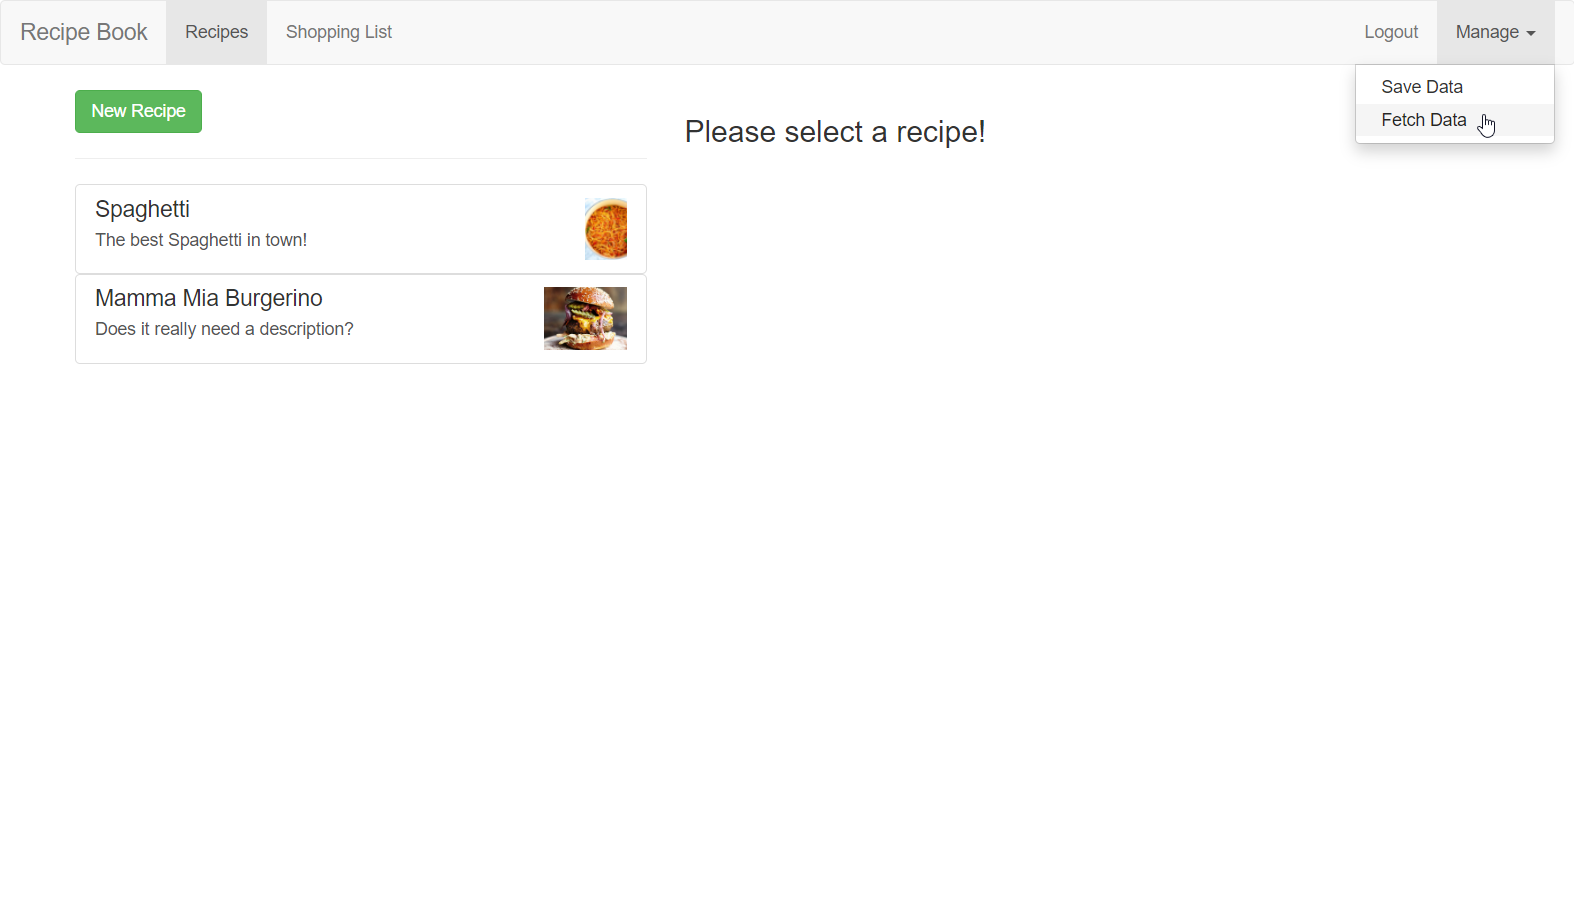 Recipe Book
Recipes
Shopping List
Logout
Manage
Save Data
Fetch Data
New Recipe
Please select a recipe!
Spaghetti
The best Spaghetti in town!
Mamma Mia Burgerino
Does it really need a description?